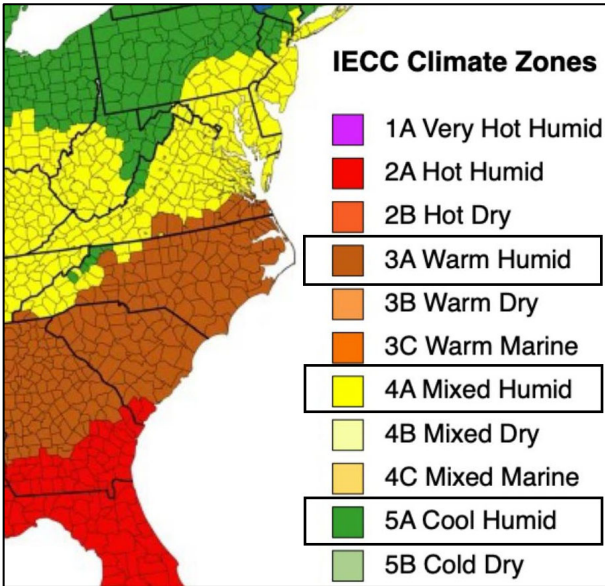 IECC Climate Zones
1A Very Hot Humid
2A Hot Humid
2B Hot Dry
3A Warm Humid
3B Warm Dry
3C Warm Marine
4A Mixed Humid
4B Mixed Dry
4C Mixed Marine
5A Cool Humid
5B Cold Dry